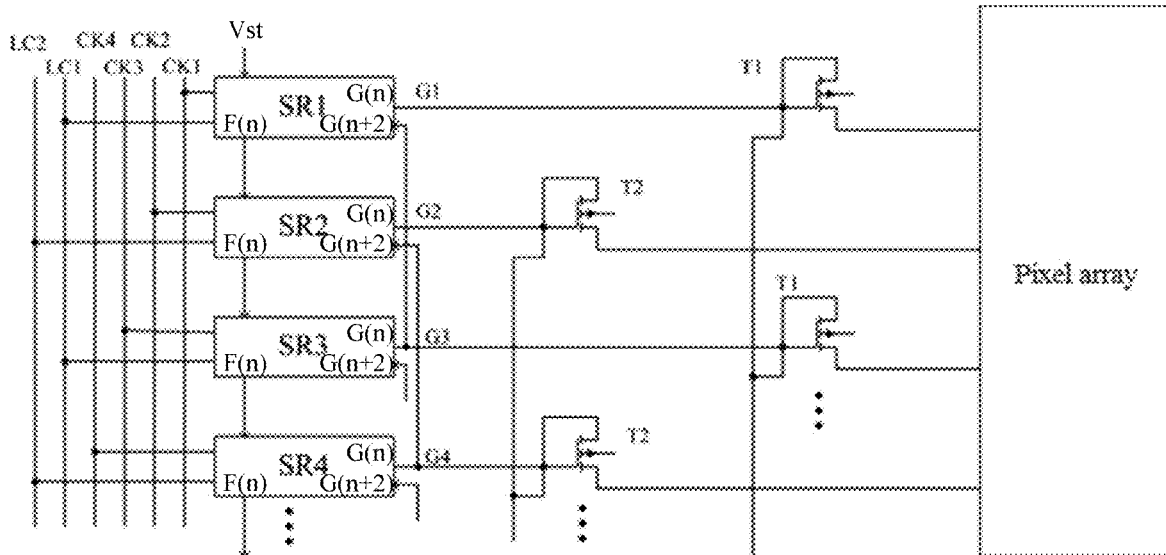 Vst
LC2
LC1
CK4
CK3
CK2
CK1
SR1
G(n)
F(n)
G(n+2)
G1
T1
SR2
G(n)
F(n)
G(n+2)
G2
T2
Pixel array
SR3
G(n)
F(n)
G(n+2)
G3
T1
SR4
G(n)
F(n)
G(n+2)
G4
T2